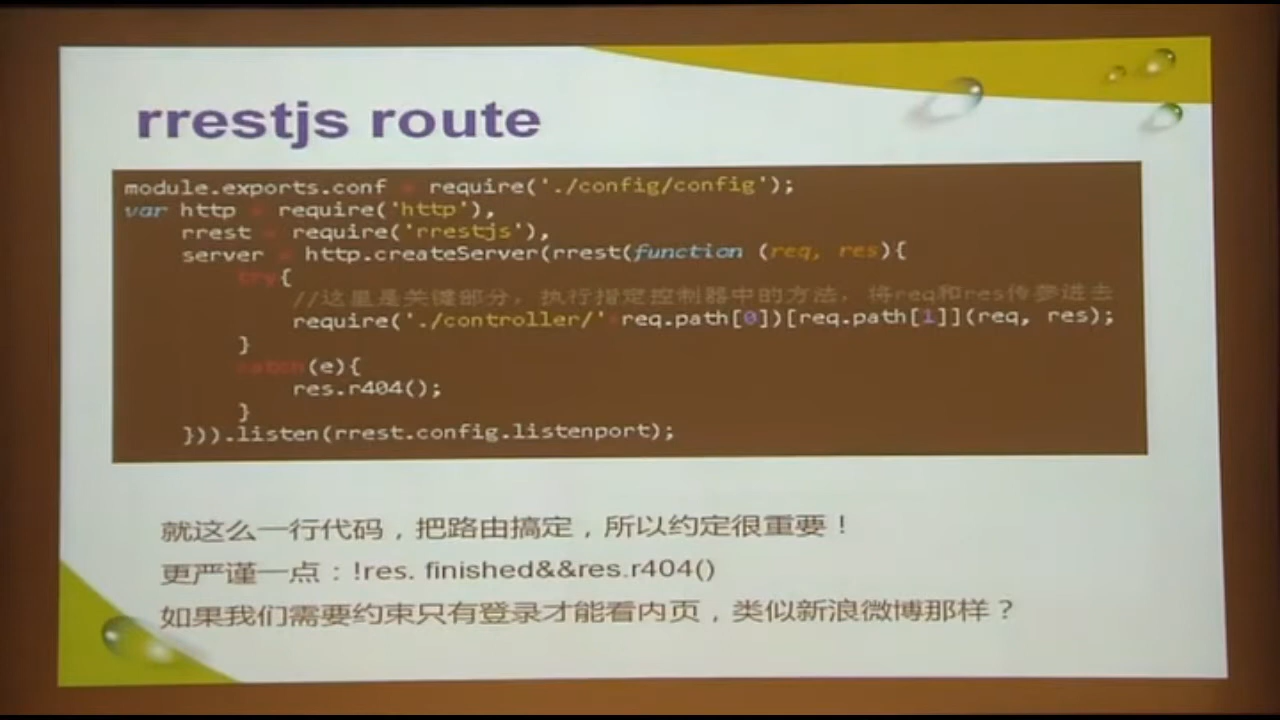 rrestjs route
module.exports.conf = require('./config/config');
var http = require('http'),
rrest = require('rrestjs'),
server = http.createServer(rrest(function (req, res){
try{
//这里是关键部分，执行指定控制器中的方法，将req和res传参进去
require('./controller/'+req.path[0])[req.path[1]](req, res);
}
catch(e){
res.r404();
}
})).listen(rrest.config.listenport);
就这么一行代码，把路由搞定，所以约定很重要！
更严谨一点：!res. finished&&res.r404()
如果我们需要约束只有登录才能看内页，类似新浪微博那样？